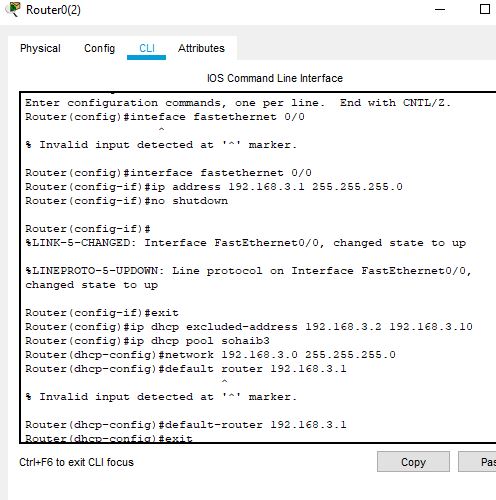 Router0(2)
Physical Config CLI Attributes
IOS Command Line Interface
Enter configuration commands, one per line.  End with CNTL/Z.
Router(config)#inteface fastethernet 0/0
^
% Invalid input detected at '^' marker.
Router(config)#interface fastethernet 0/0
Router(config-if)#ip address 192.168.3.1 255.255.255.0
Router(config-if)#no shutdown
Router(config-if)#
%LINK-5-CHANGED: Interface FastEthernet0/0, changed state to up
%LINEPROTO-5-UPDOWN: Line protocol on Interface FastEthernet0/0,
changed state to up
Router(config-if)#exit
Router(config)#ip dhcp excluded-address 192.168.3.2 192.168.3.10
Router(config)#ip dhcp pool sohaib3
Router(dhcp-config)#network 192.168.3.0 255.255.255.0
Router(dhcp-config)#default router 192.168.3.1
^
% Invalid input detected at '^' marker.
Router(dhcp-config)#default-router 192.168.3.1
Router(dhcp-config)#exit
Ctrl+F6 to exit CLI focus
Copy
Pas